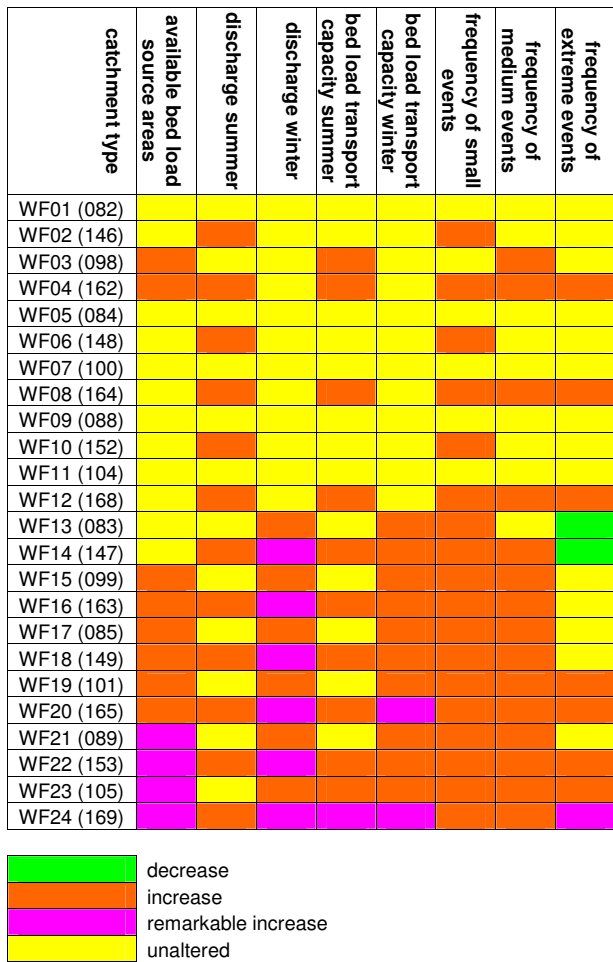 catchment type
available bed load
source areas
discharge summer
discharge winter
bed load transport
capacity summer
bed load transport
capacity winter
frequency of small
events
frequency of
medium events
frequency of
extreme events
WF01 (082)
WF02 (146)
WF03 (098)
WF04 (162)
WF05 (084)
WF06 (148)
WF07 (100)
WF08 (164)
WF09 (088)
WF10 (152)
WF11 (104)
WF12 (168)
WF13 (083)
WF14 (147)
WF15 (099)
WF16 (163)
WF17 (085)
WF18 (149)
WF19 (101)
WF20 (165)
WF21 (089)
WF22 (153)
WF23 (105)
WF24 (169)
decrease
increase
remarkable increase
unaltered